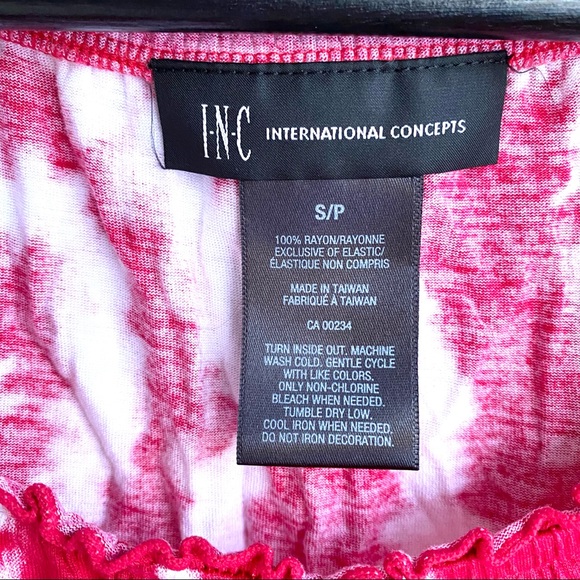 I·N·C INTERNATIONAL CONCEPTS
S/P
100% RAYON/RAYONNE
EXCLUSIVE OF ELASTIC/
ÉLASTIQUE NON COMPRIS
MADE IN TAIWAN
FABRIQUÉ À TAIWAN
CA 00234
TURN INSIDE OUT. MACHINE
WASH COLD. GENTLE CYCLE
WITH LIKE COLORS.
ONLY NON-CHLORINE
BLEACH WHEN NEEDED.
TUMBLE DRY LOW,
COOL IRON WHEN NEEDED.
DO NOT IRON DECORATION.